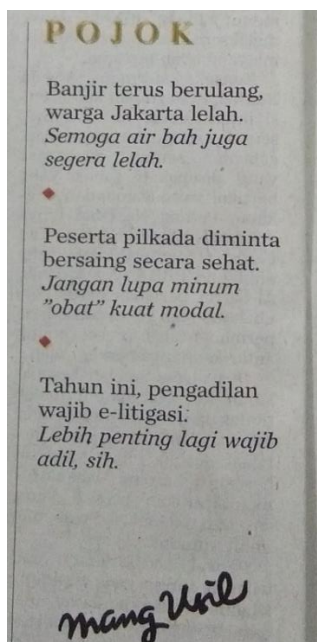 POJOK
Banjir terus berulang,
warga Jakarta lelah.
Semoga air bah juga
segera lelah.
Peserta pilkada diminta
bersaing secara sehat.
Jangan lupa minum
”obat” kuat modal.
Tahun ini, pengadilan
wajib e-litigasi.
Lebih penting lagi wajib
adil, sih.
mang Usil